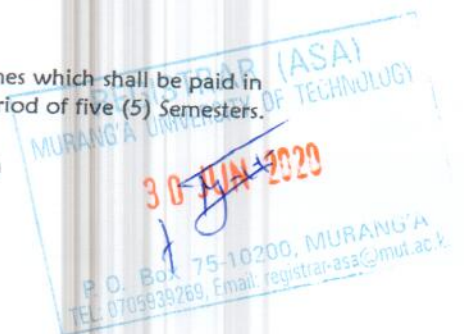 nes which shall be paid in
riod of five (5) Semesters.
REGISTRAR (ASA)
MURANG'A UNIVERSITY OF TECHNOLOGY
30 JUN 2020
P. O. Box 75-10200, MURANG'A
TEL: 0705939269, Email: registrar-asa@mut.ac.k